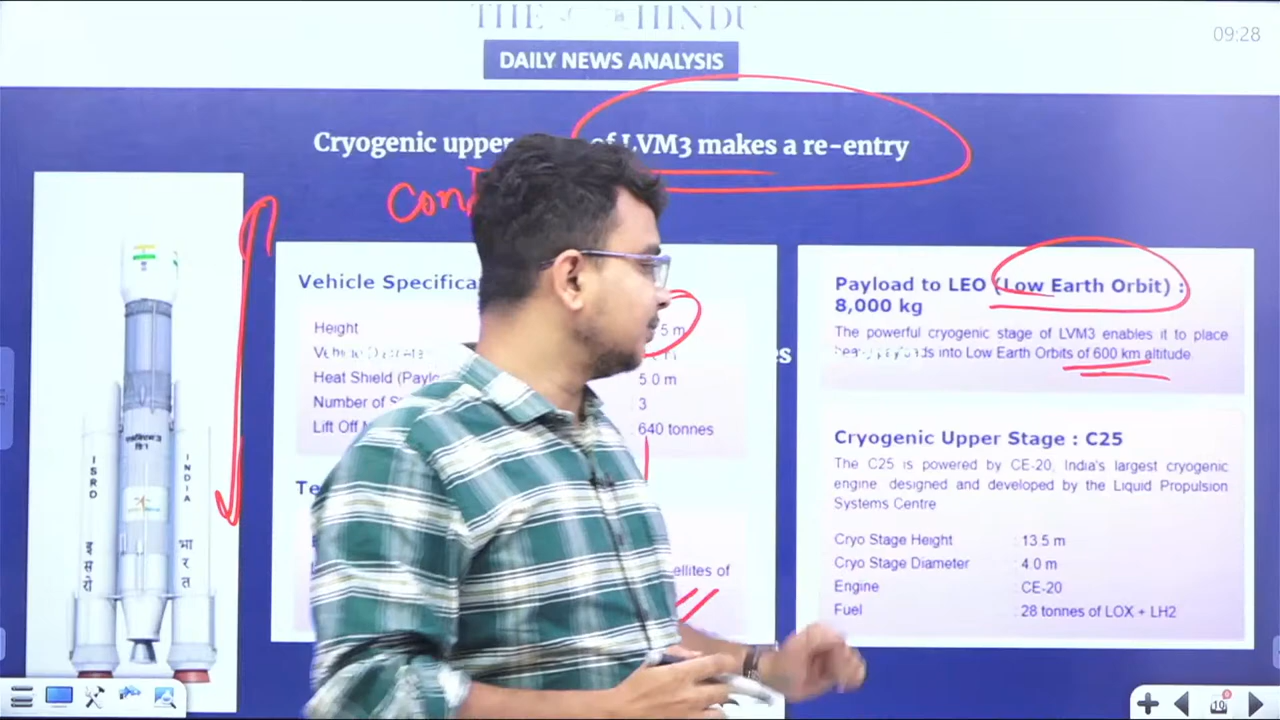 THE HINDU
09:28
DAILY NEWS ANALYSIS
Cryogenic upper of LVM3 makes a re-entry
con
ISRO
INDIA
इसरो
भारत
Height 5 m
Heat Shield
5.0 m
Number of
3
Lift Off
640 tonnes
Payload to LEO (Low Earth Orbit) :
8,000 kg
The powerful cryogenic stage of LVM3 enables it to place
heavy payloads into Low Earth Orbits of 600 km altitude.
Cryogenic Upper Stage : C25
The C25 is powered by CE-20, India's largest cryogenic
engine, designed and developed by the Liquid Propulsion
Systems Centre
Cryo Stage Height : 13.5 m
Cryo Stage Diameter : 4.0 m
Engine : CE-20
Fuel : 28 tonnes of LOX + LH2